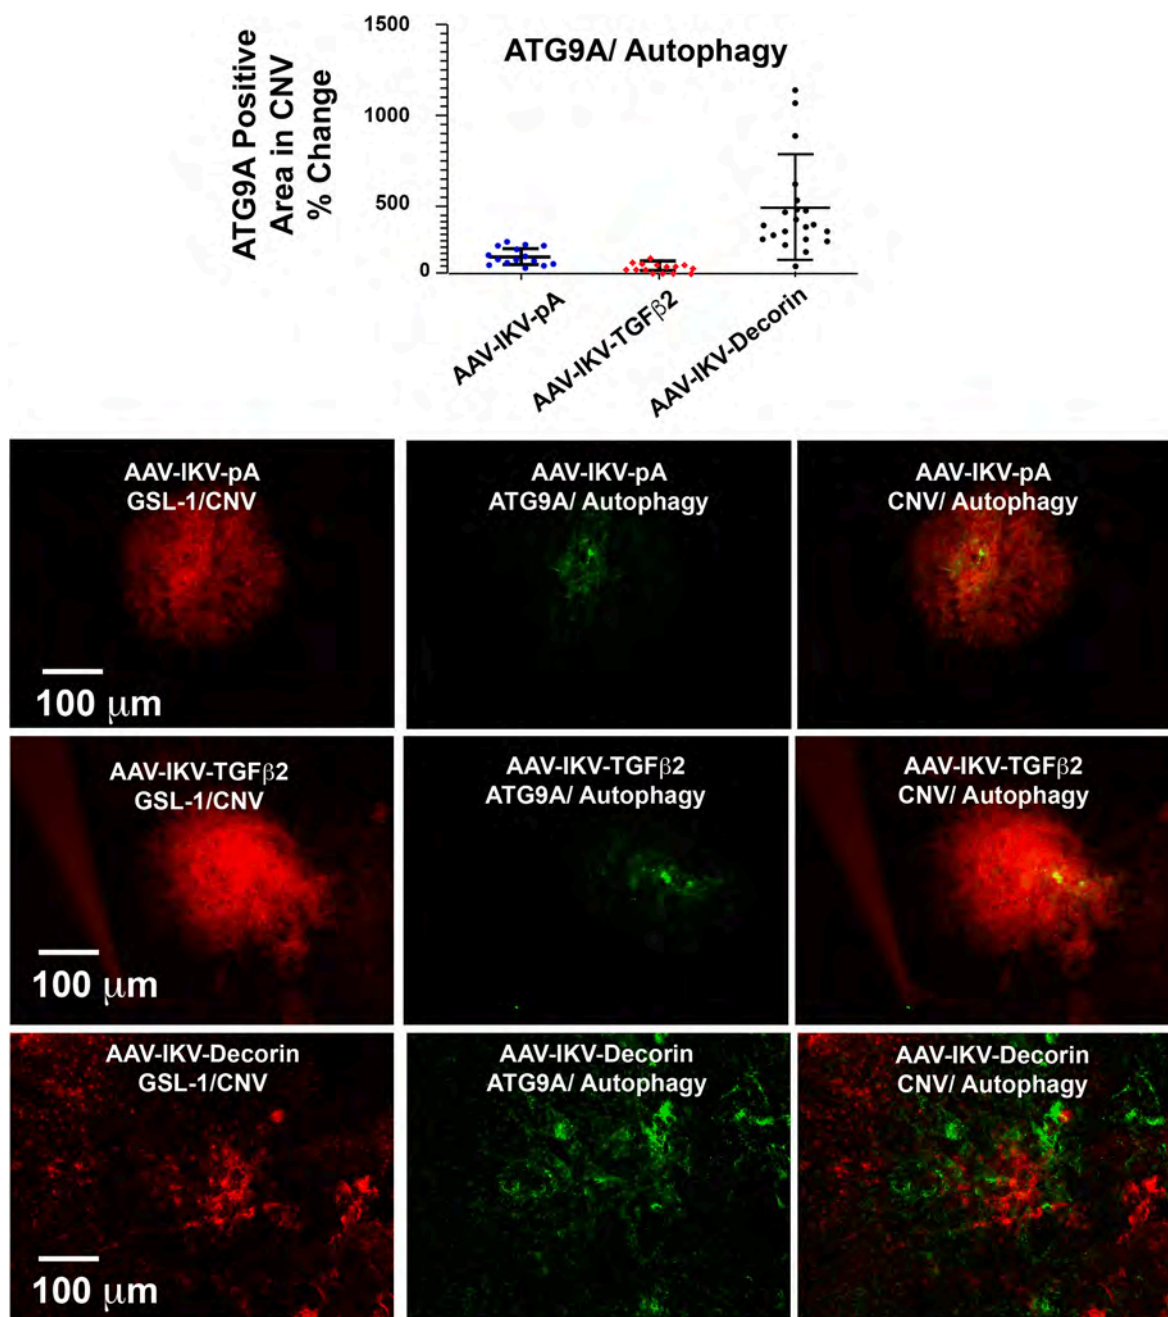 ATG9A/ Autophagy
ATG9A Positive
Area in CNV
% Change
1500
1000
500
0
AAV-IKV-pA
AAV-IKV-TGFβ2
AAV-IKV-Decorin
AAV-IKV-pA
GSL-1/CNV
100 μm
AAV-IKV-pA
ATG9A/ Autophagy
AAV-IKV-pA
CNV/ Autophagy
AAV-IKV-TGFβ2
GSL-1/CNV
100 μm
AAV-IKV-TGFβ2
ATG9A/ Autophagy
AAV-IKV-TGFβ2
CNV/ Autophagy
AAV-IKV-Decorin
GSL-1/CNV
100 μm
AAV-IKV-Decorin
ATG9A/ Autophagy
AAV-IKV-Decorin
CNV/ Autophagy